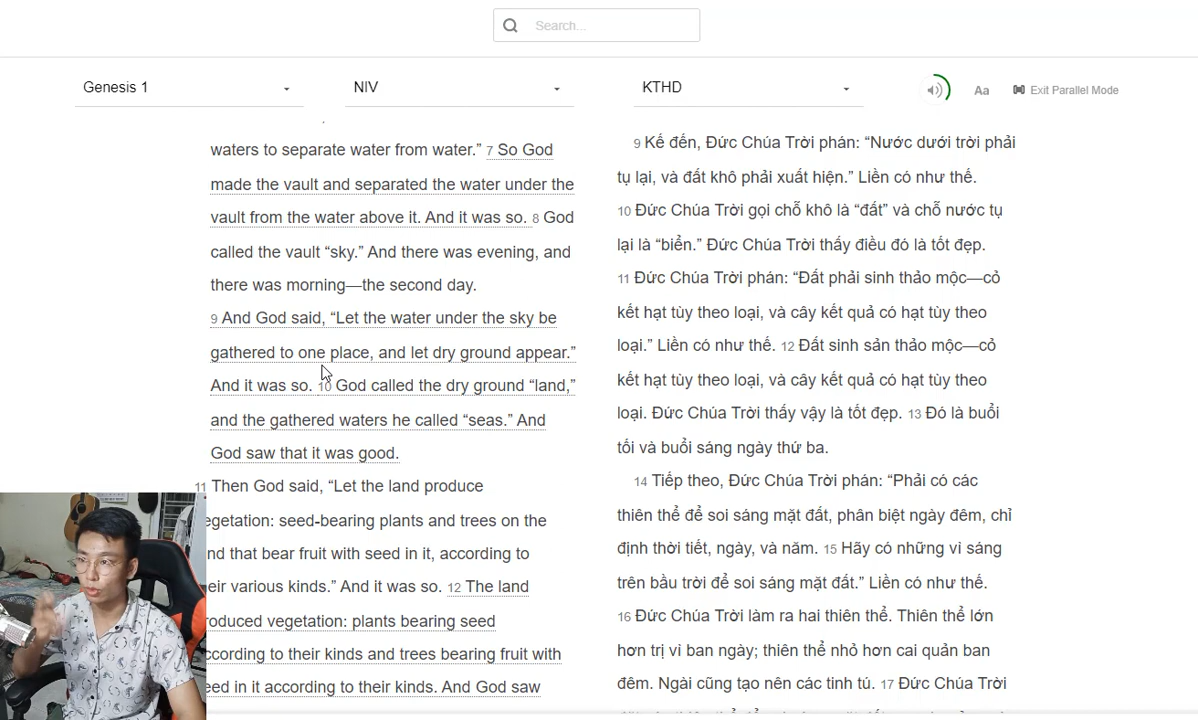 Search...
Genesis 1
NIV
KTHD
Aa
Exit Parallel Mode
waters to separate water from water.” 7 So God
made the vault and separated the water under the
vault from the water above it. And it was so. 8 God
called the vault “sky.” And there was evening, and
there was morning—the second day.
9 And God said, “Let the water under the sky be
gathered to one place, and let dry ground appear.”
And it was so. 10 God called the dry ground “land,”
and the gathered waters he called “seas.” And
God saw that it was good.
11 Then God said, “Let the land produce
egetation: seed-bearing plants and trees on the
nd that bear fruit with seed in it, according to
eir various kinds.” And it was so. 12 The land
roduced vegetation: plants bearing seed
ccording to their kinds and trees bearing fruit with
eed in it according to their kinds. And God saw
9 Kế đến, Đức Chúa Trời phán: “Nước dưới trời phải
tụ lại, và đất khô phải xuất hiện.” Liền có như thế.
10 Đức Chúa Trời gọi chỗ khô là “đất” và chỗ nước tụ
lại là “biển.” Đức Chúa Trời thấy điều đó là tốt đẹp.
11 Đức Chúa Trời phán: “Đất phải sinh thảo mộc—cỏ
kết hạt tùy theo loại, và cây kết quả có hạt tùy theo
loại.” Liền có như thế. 12 Đất sinh sản thảo mộc—cỏ
kết hạt tùy theo loại, và cây kết quả có hạt tùy theo
loại. Đức Chúa Trời thấy vậy là tốt đẹp. 13 Đó là buổi
tối và buổi sáng ngày thứ ba.
14 Tiếp theo, Đức Chúa Trời phán: “Phải có các
thiên thể để soi sáng mặt đất, phân biệt ngày đêm, chỉ
định thời tiết, ngày, và năm. 15 Hãy có những vì sáng
trên bầu trời để soi sáng mặt đất.” Liền có như thế.
16 Đức Chúa Trời làm ra hai thiên thể. Thiên thể lớn
hơn trị vì ban ngày; thiên thể nhỏ hơn cai quản ban
đêm. Ngài cũng tạo nên các tinh tú. 17 Đức Chúa Trời